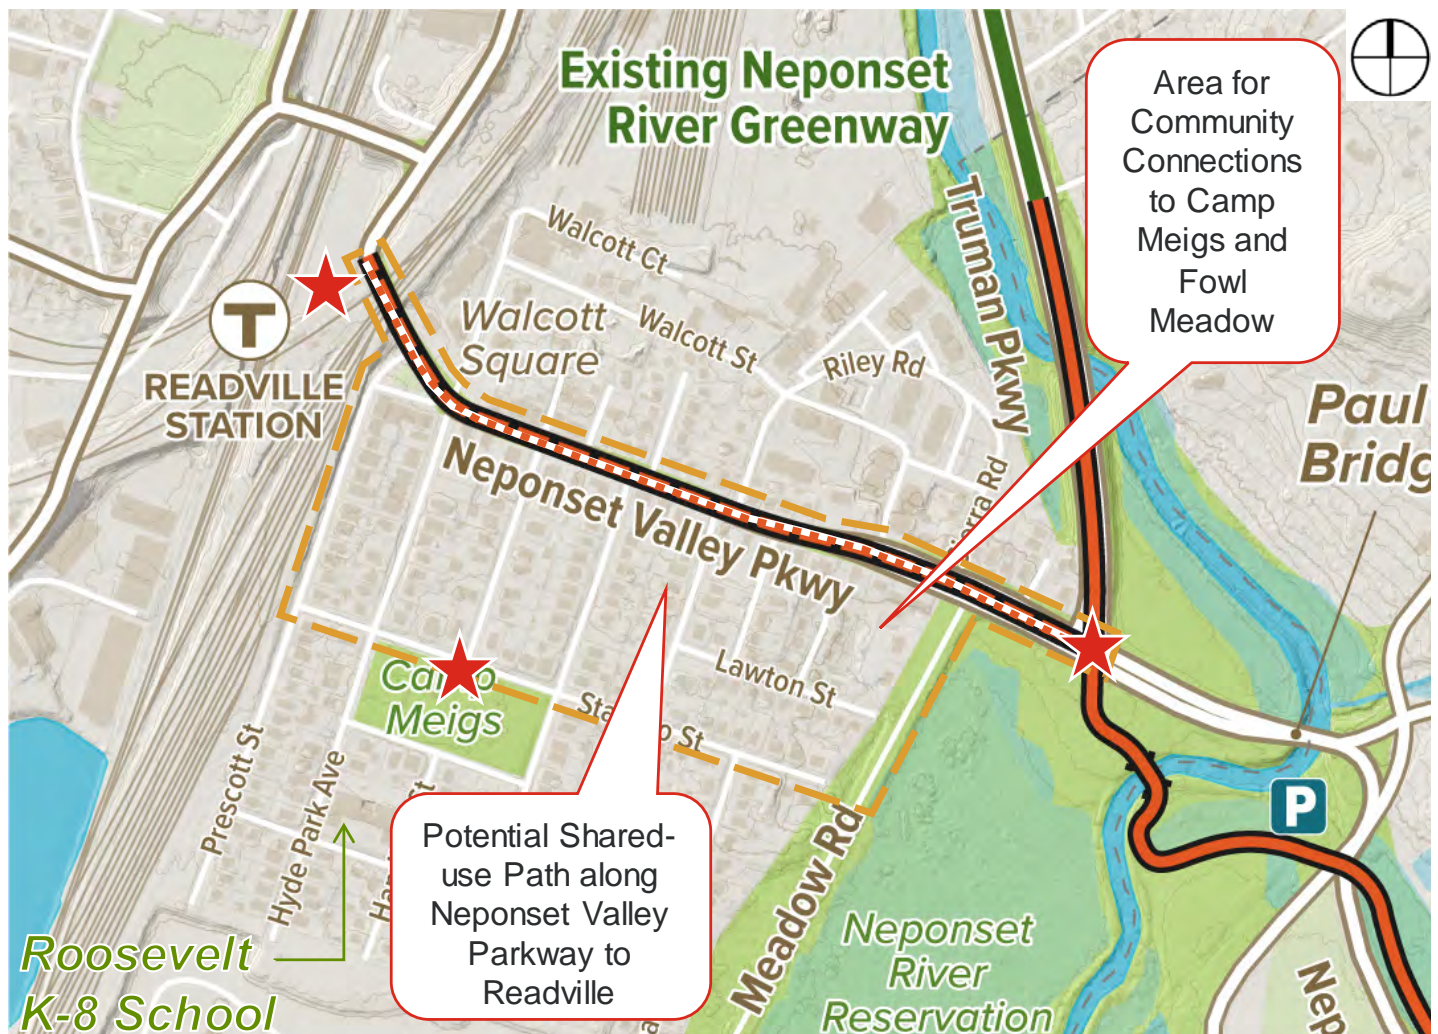 Existing Neponset
River Greenway
Area for
Community
Connections
to Camp
Meigs and
Fowl
Meadow
Truman Pkwy
Walcott Ct
Walcott
Square
Walcott St
Riley Rd
T
READVILLE
STATION
Paul
Bridg
Neponset Valley Pkwy
Rd
Lawton St
Meigs
St
Prescott St
Hyde Park Ave
P
Potential Shared-
use Path along
Neponset Valley
Parkway to
Readville
Meadow Rd
Neponset
River
Reservation
Roosevelt
K-8 School
Nep